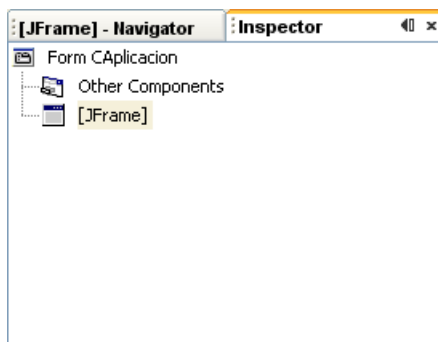 [JFrame] - Navigator Inspector
Form CAplicacion
Other Components
[JFrame]